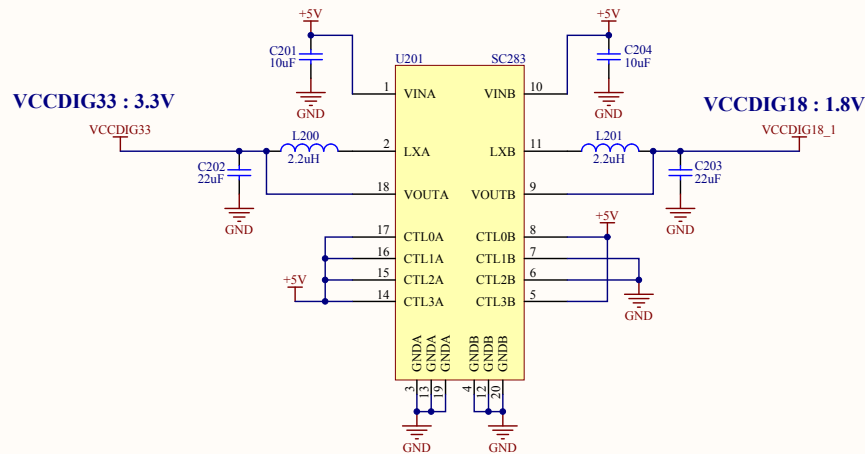 +5V
+5V
C201
10uF
U201
SC283
C204
10uF
GND
GND
1
VINA
VINB
10
VCCDIG33 : 3.3V
VCCDIG18 : 1.8V
VCCDIG33
L200
2.2uH
2
LXA
LXB
11
L201
2.2uH
VCCDIG18_1
C202
22uF
C203
22uF
18
VOUTA
VOUTB
9
GND
GND
+5V
17
CTL0A
CTL0B
8
16
CTL1A
CTL1B
7
15
CTL2A
CTL2B
6
+5V
14
CTL3A
CTL3B
5
GND
GNDA
GNDA
GNDA
GNDB
GNDB
GNDB
3
13
19
4
12
20
GND
GND